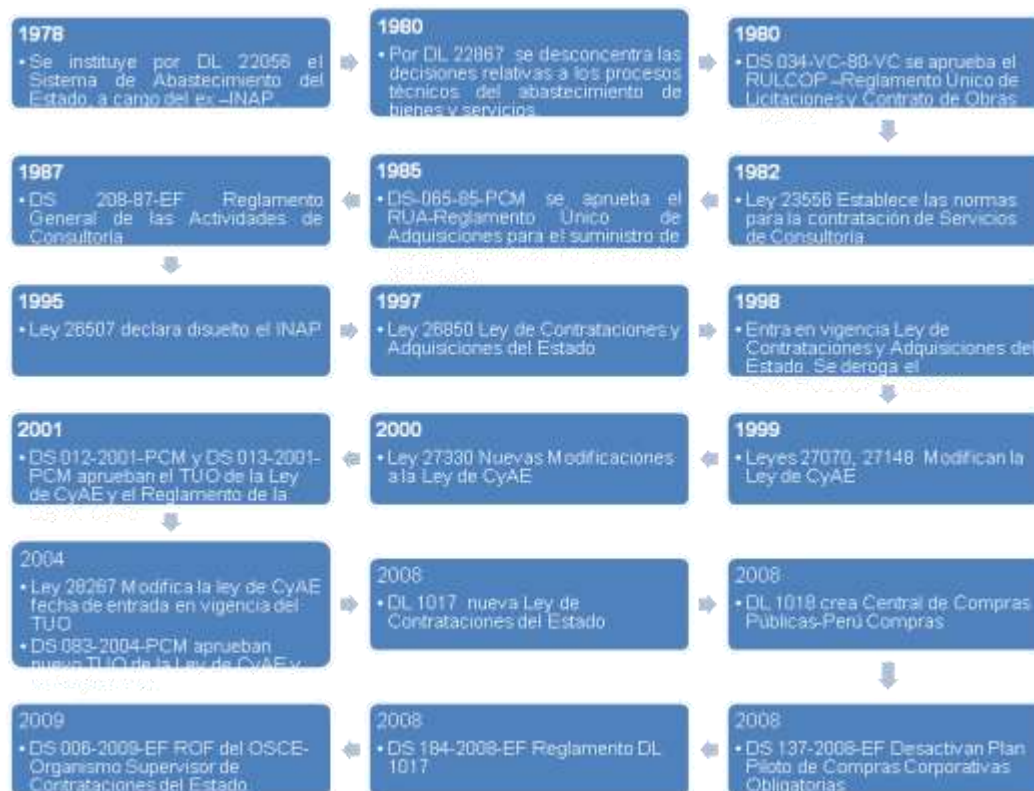 1978
• Se instituye por DL 22056 el
Sistema de Abastecimiento del
Estado, a cargo del ex –INAP
1980
• Por DL 22867 se desconcentra las
decisiones relativas a los procesos
técnicos del abastecimiento de
bienes y servicios
1980
• DS 034-VC-80-VC se aprueba el
RULCOP –Reglamento Único de
Licitaciones y Contrato de Obras
1982
• Ley 23556 Establece las normas
para la contratación de Servicios
de Consultoría
1985
• DS-065-85-PCM se aprueba el
RUA-Reglamento Único de
Adquisiciones para el suministro de
1987
• DS 208-87-EF Reglamento
General de las Actividades de
Consultoría
1995
• Ley 26507 declara disuelto el INAP
1997
• Ley 26850 Ley de Contrataciones y
Adquisiciones del Estado
1998
• Entra en vigencia Ley de
Contrataciones y Adquisiciones del
Estado. Se deroga el
1999
• Leyes 27070, 27148 Modifican la
Ley de CyAE
2000
• Ley 27330 Nuevas Modificaciones
a la Ley de CyAE
2001
• DS 012-2001-PCM y DS 013-2001-
PCM aprueban el TUO de la Ley
de CyAE y el Reglamento de la
2004
• Ley 28267 Modifica la ley de CyAE
fecha de entrada en vigencia del
TUO
• DS 083-2004-PCM aprueban
nuevo TUO de la Ley de CyAE y
2008
• DL 1017 nueva Ley de
Contrataciones del Estado
2008
• DL 1018 crea Central de Compras
Públicas-Perú Compras
2008
• DS 137-2008-EF Desactivan Plan
Piloto de Compras Corporativas
Obligatorias
2008
• DS 184-2008-EF Reglamento DL
1017
2009
• DS 006-2009-EF ROF del OSCE-
Organismo Supervisor de
Contrataciones del Estado